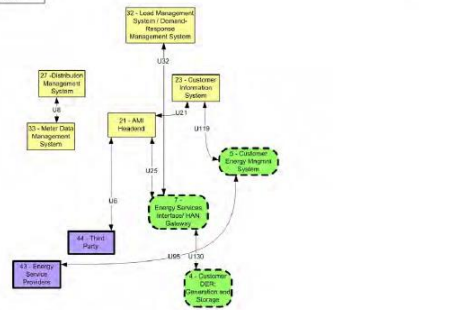 32 - Load Management
System / Demand-
Response
Management System
U32
27 -Distribution
Management
System
U8
33 - Meter Data
Management
System
23 - Customer
Information
System
U21
21 - AMI
Headend
U119
5 - Customer
Energy Mngmnt
System
U25
U6
7 -
Energy Services
Interface/ HAN
Gateway
44 - Third
Party
U95
U130
43 - Energy
Service
Providers
4 - Customer
DER:
Generation and
Storage